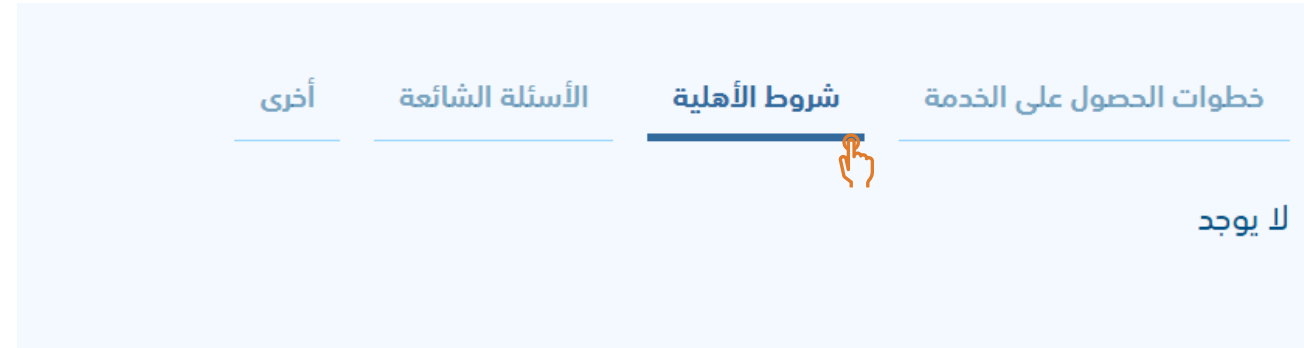 خطوات الحصول على الخدمة شروط الأهلية الأسئلة الشائعة أخرى
لا يوجد